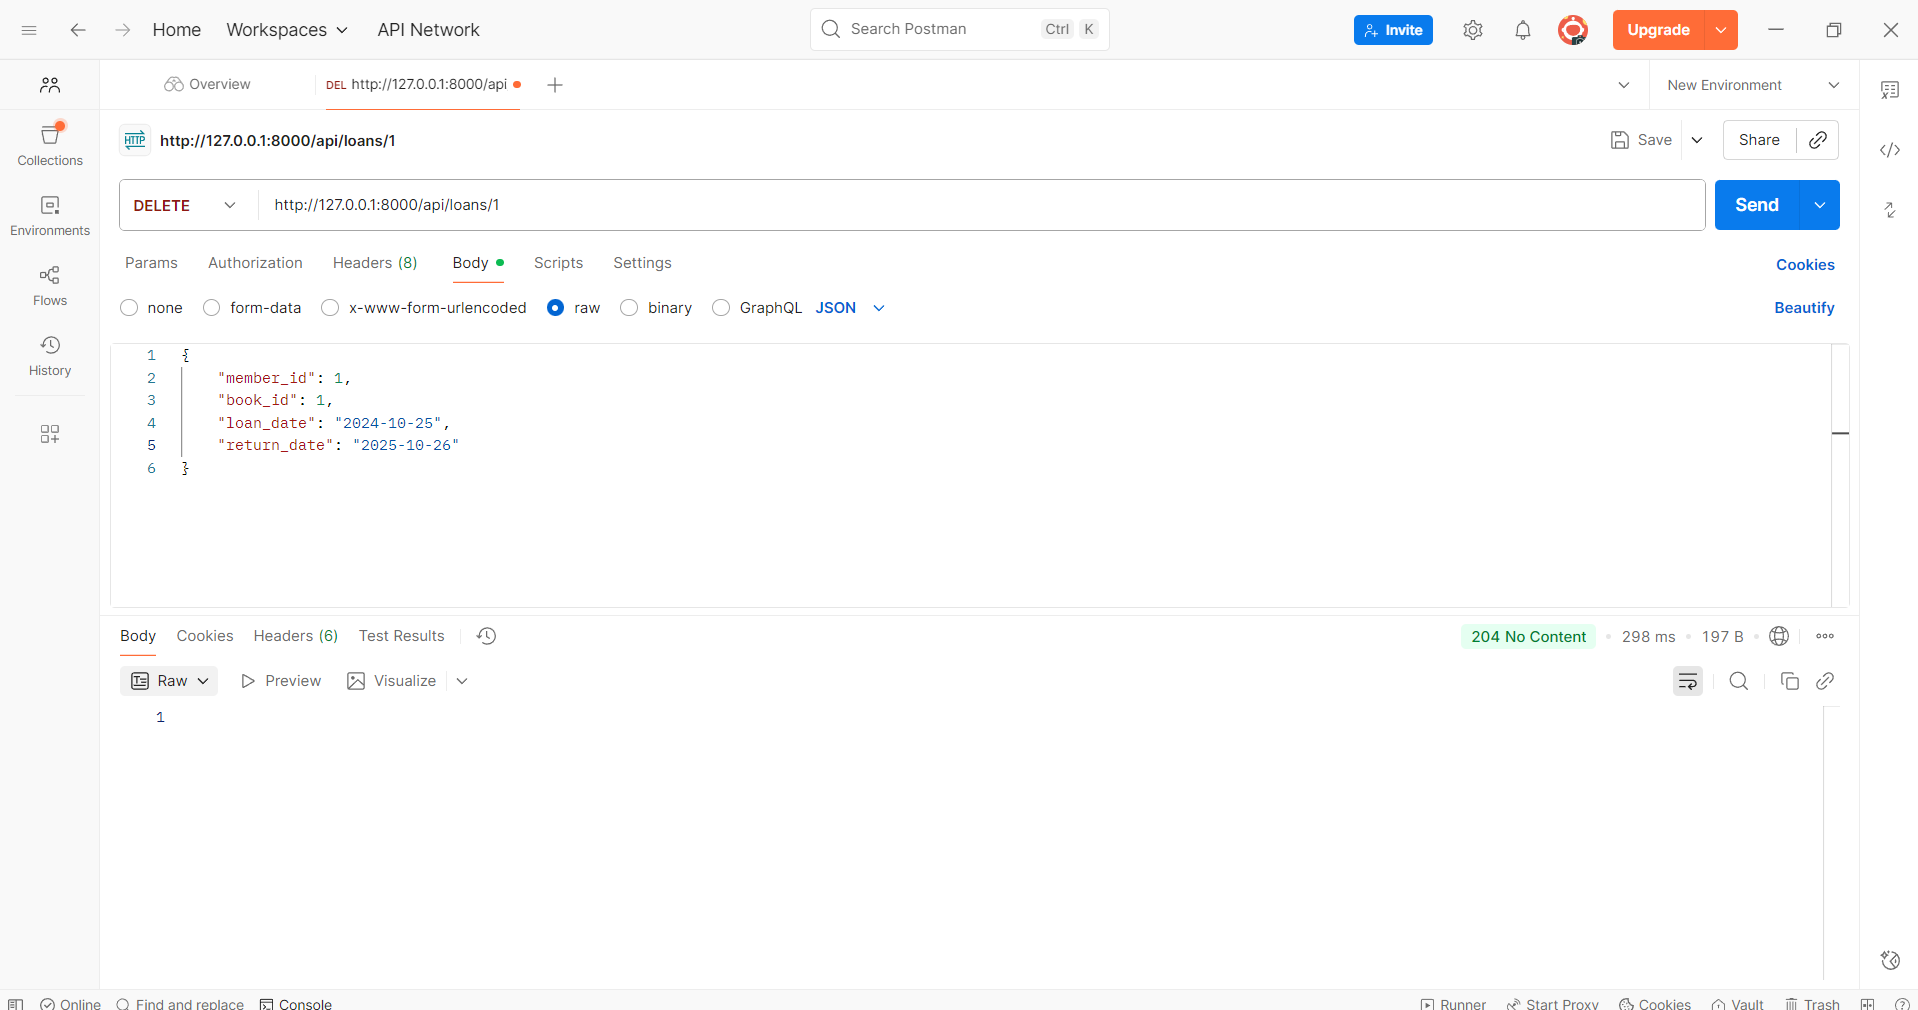 Home Workspaces API Network Search Postman Ctrl K Invite Upgrade
Overview DEL http://127.0.0.1:8000/api New Environment
HTTP http://127.0.0.1:8000/api/loans/1 Save Share
Collections
Environments
Flows
History
DELETE http://127.0.0.1:8000/api/loans/1 Send
Params Authorization Headers (8) Body Scripts Settings Cookies
none form-data x-www-form-urlencoded raw binary GraphQL JSON Beautify
1 {
2 "member_id": 1,
3 "book_id": 1,
4 "loan_date": "2024-10-25",
5 "return_date": "2025-10-26"
6 }
Body Cookies Headers (6) Test Results 204 No Content • 298 ms • 197 B •
Raw Preview Visualize
1
Online Find and replace Console Runner Start Proxy Cookies Vault Trash